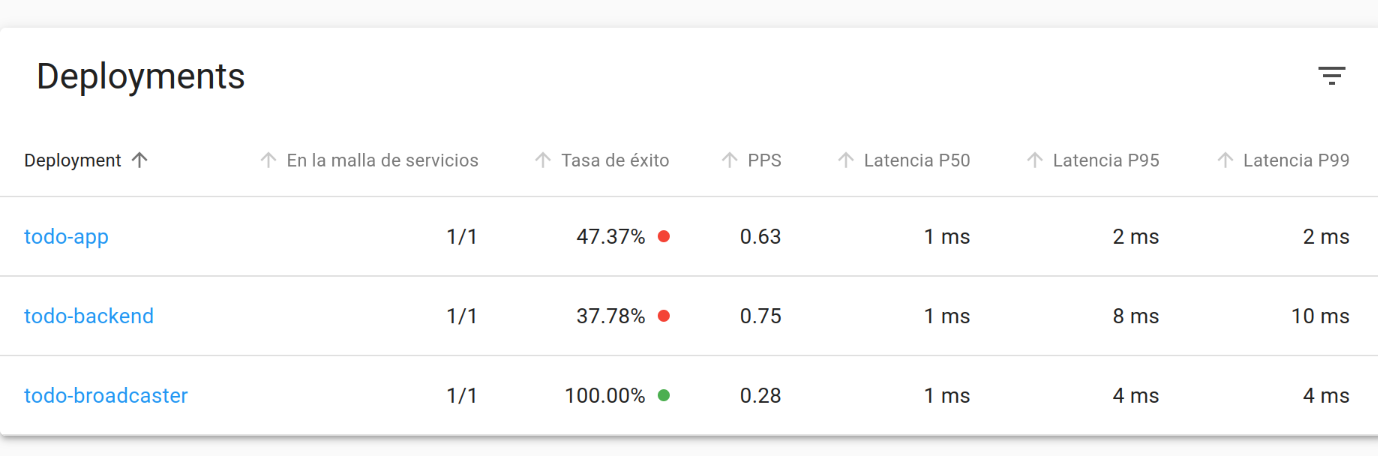 Deployments
Deployment En la malla de servicios Tasa de éxito PPS Latencia P50 Latencia P95 Latencia P99
todo-app 1/1 47.37% 0.63 1 ms 2 ms 2 ms
todo-backend 1/1 37.78% 0.75 1 ms 8 ms 10 ms
todo-broadcaster 1/1 100.00% 0.28 1 ms 4 ms 4 ms